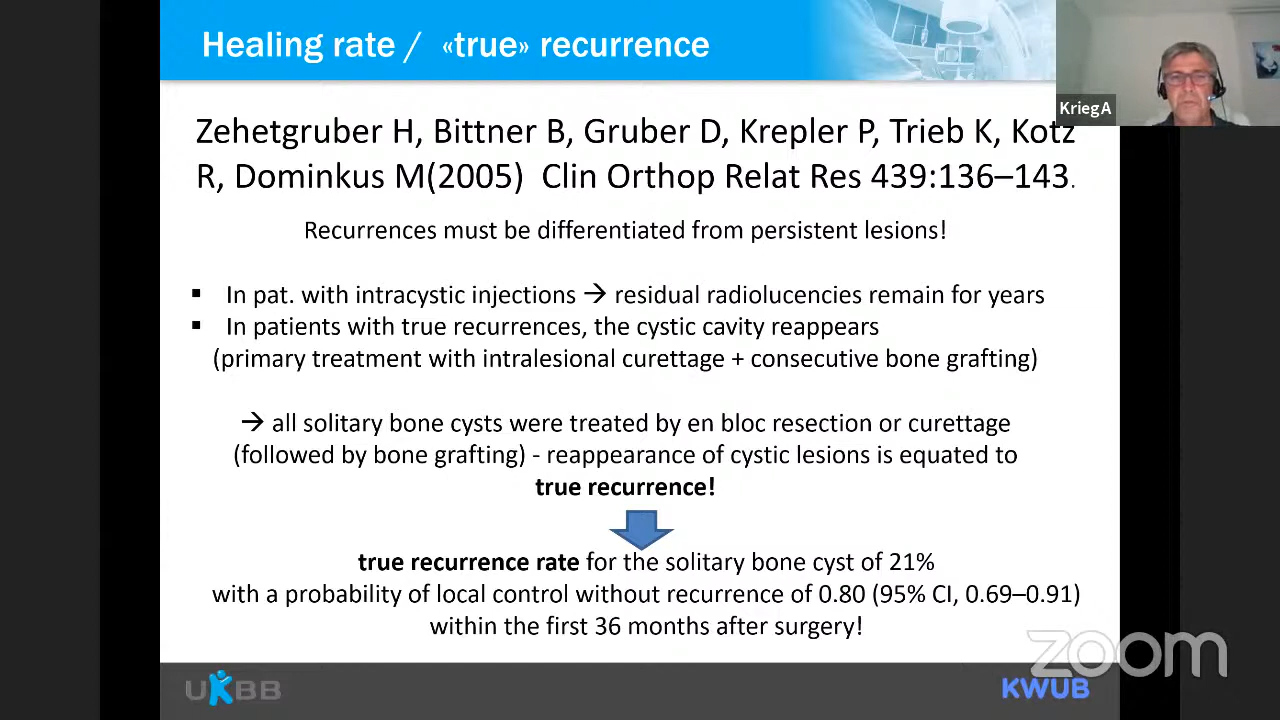 Healing rate / «true» recurrence
KriegA
Zehetgruber H, Bittner B, Gruber D, Krepler P, Trieb K, Kotz
R, Dominkus M(2005) Clin Orthop Relat Res 439:136–143.
Recurrences must be differentiated from persistent lesions!
▪ In pat. with intracystic injections → residual radiolucencies remain for years
▪ In patients with true recurrences, the cystic cavity reappears
(primary treatment with intralesional curettage + consecutive bone grafting)
→ all solitary bone cysts were treated by en bloc resection or curettage
(followed by bone grafting) - reappearance of cystic lesions is equated to
true recurrence!
true recurrence rate for the solitary bone cyst of 21%
with a probability of local control without recurrence of 0.80 (95% CI, 0.69–0.91)
within the first 36 months after surgery!
zoom
UKBB
KWUB